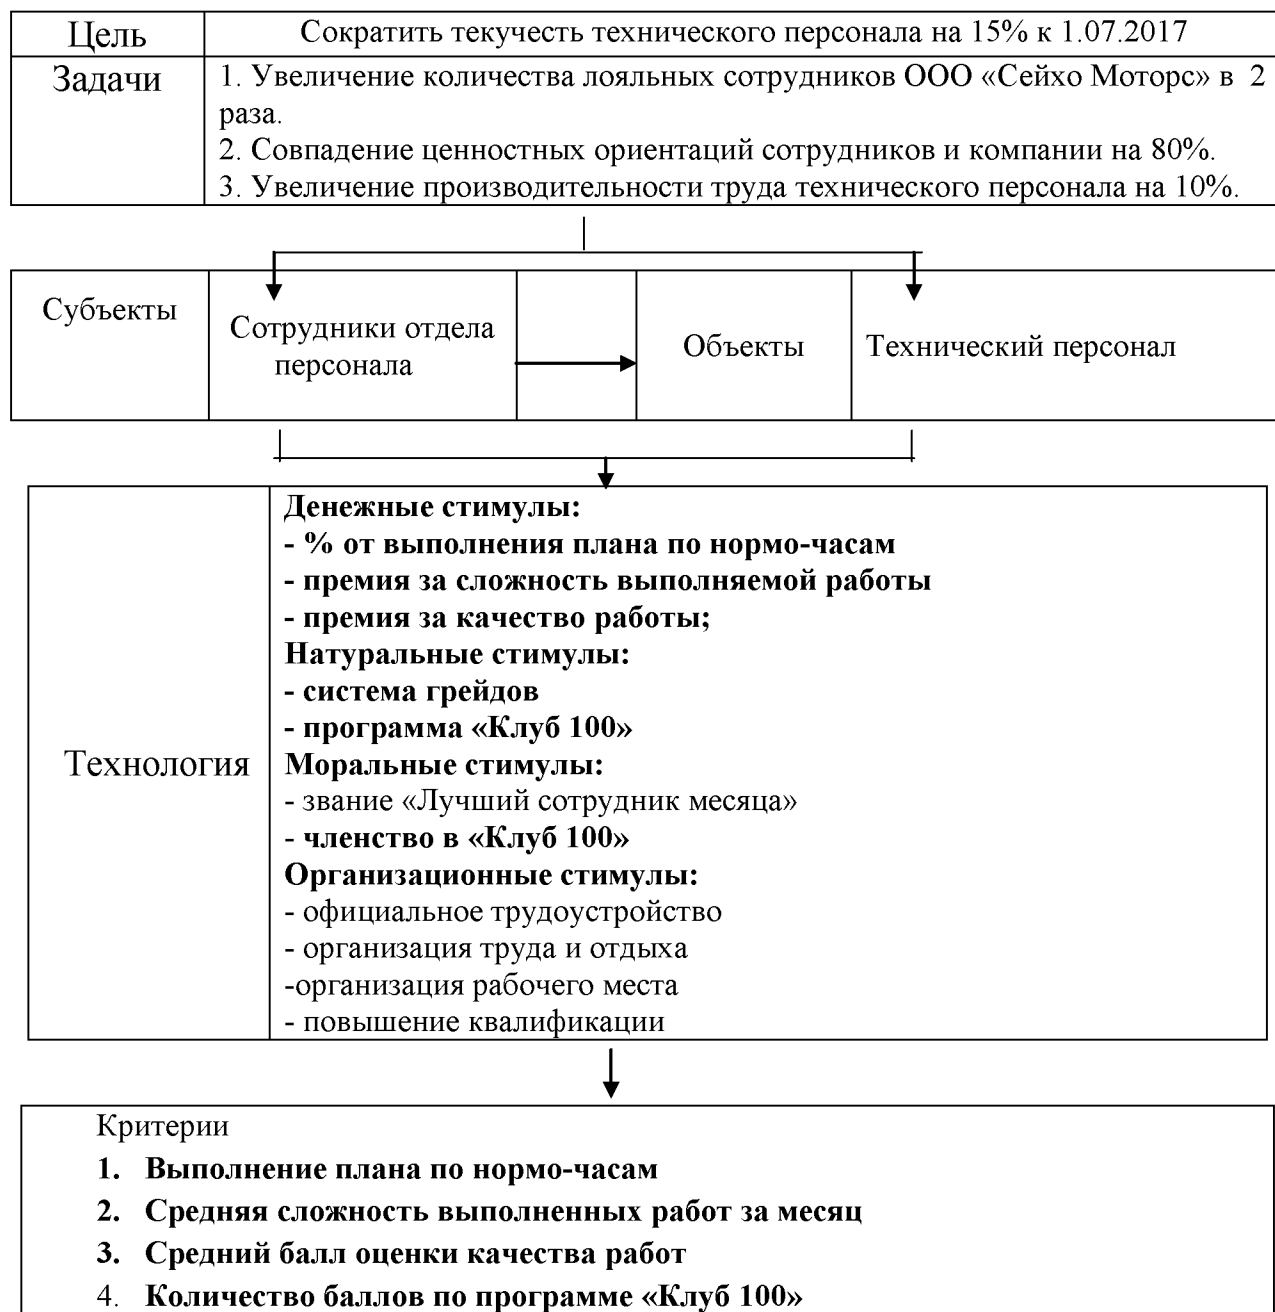 Цель
Сократить текучесть технического персонала на 15% к 1.07.2017
Задачи
1. Увеличение количества лояльных сотрудников ООО «Сейхо Моторс» в 2
раза.
2. Совпадение ценностных ориентаций сотрудников и компании на 80%.
3. Увеличение производительности труда технического персонала на 10%.
Субъекты
Сотрудники отдела
персонала
Объекты
Технический персонал
Технология
Денежные стимулы:
- % от выполнения плана по нормо-часам
- премия за сложность выполняемой работы
- премия за качество работы;
Натуральные стимулы:
- система грейдов
- программа «Клуб 100»
Моральные стимулы:
- звание «Лучший сотрудник месяца»
- членство в «Клуб 100»
Организационные стимулы:
- официальное трудоустройство
- организация труда и отдыха
-организация рабочего места
- повышение квалификации
Критерии
1. Выполнение плана по нормо-часам
2. Средняя сложность выполненных работ за месяц
3. Средний балл оценки качества работ
4. Количество баллов по программе «Клуб 100»